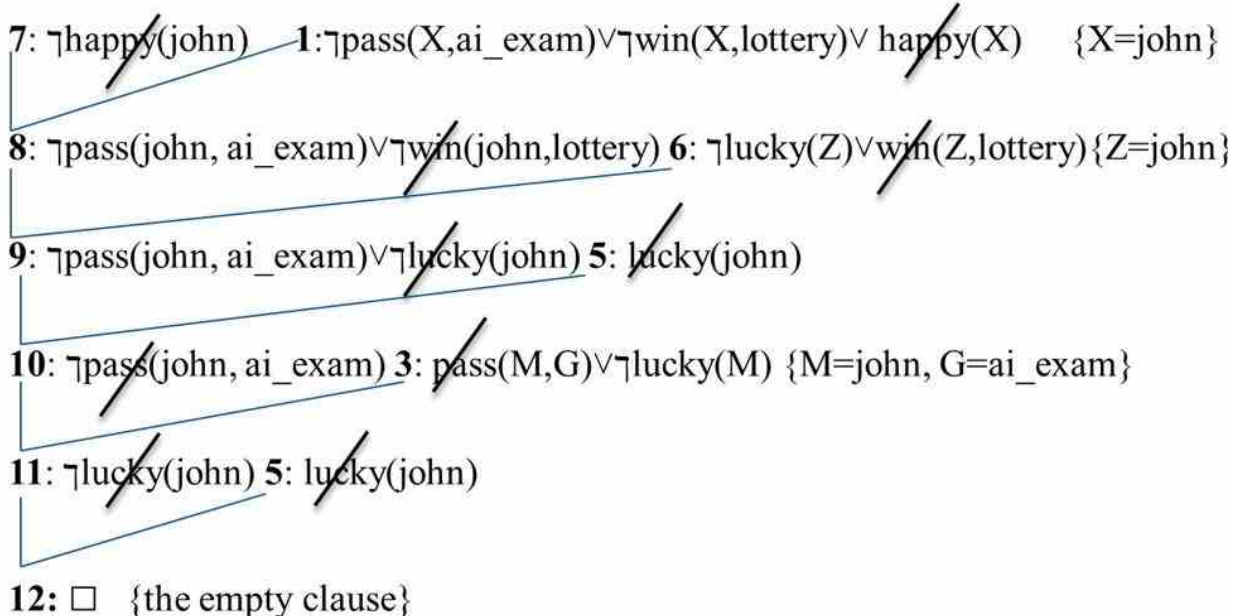 7: ⅂happy(john) 1:⅂pass(X,ai_exam)∨⅂win(X,lottery)∨ happy(X) {X=john}
8: ⅂pass(john, ai_exam)∨⅂win(john,lottery) 6: ⅂lucky(Z)∨win(Z,lottery){Z=john}
9: ⅂pass(john, ai_exam)∨⅂lucky(john) 5: lucky(john)
10: ⅂pass(john, ai_exam) 3: pass(M,G)∨⅂lucky(M) {M=john, G=ai_exam}
11: ⅂lucky(john) 5: lucky(john)
12: □ {the empty clause}